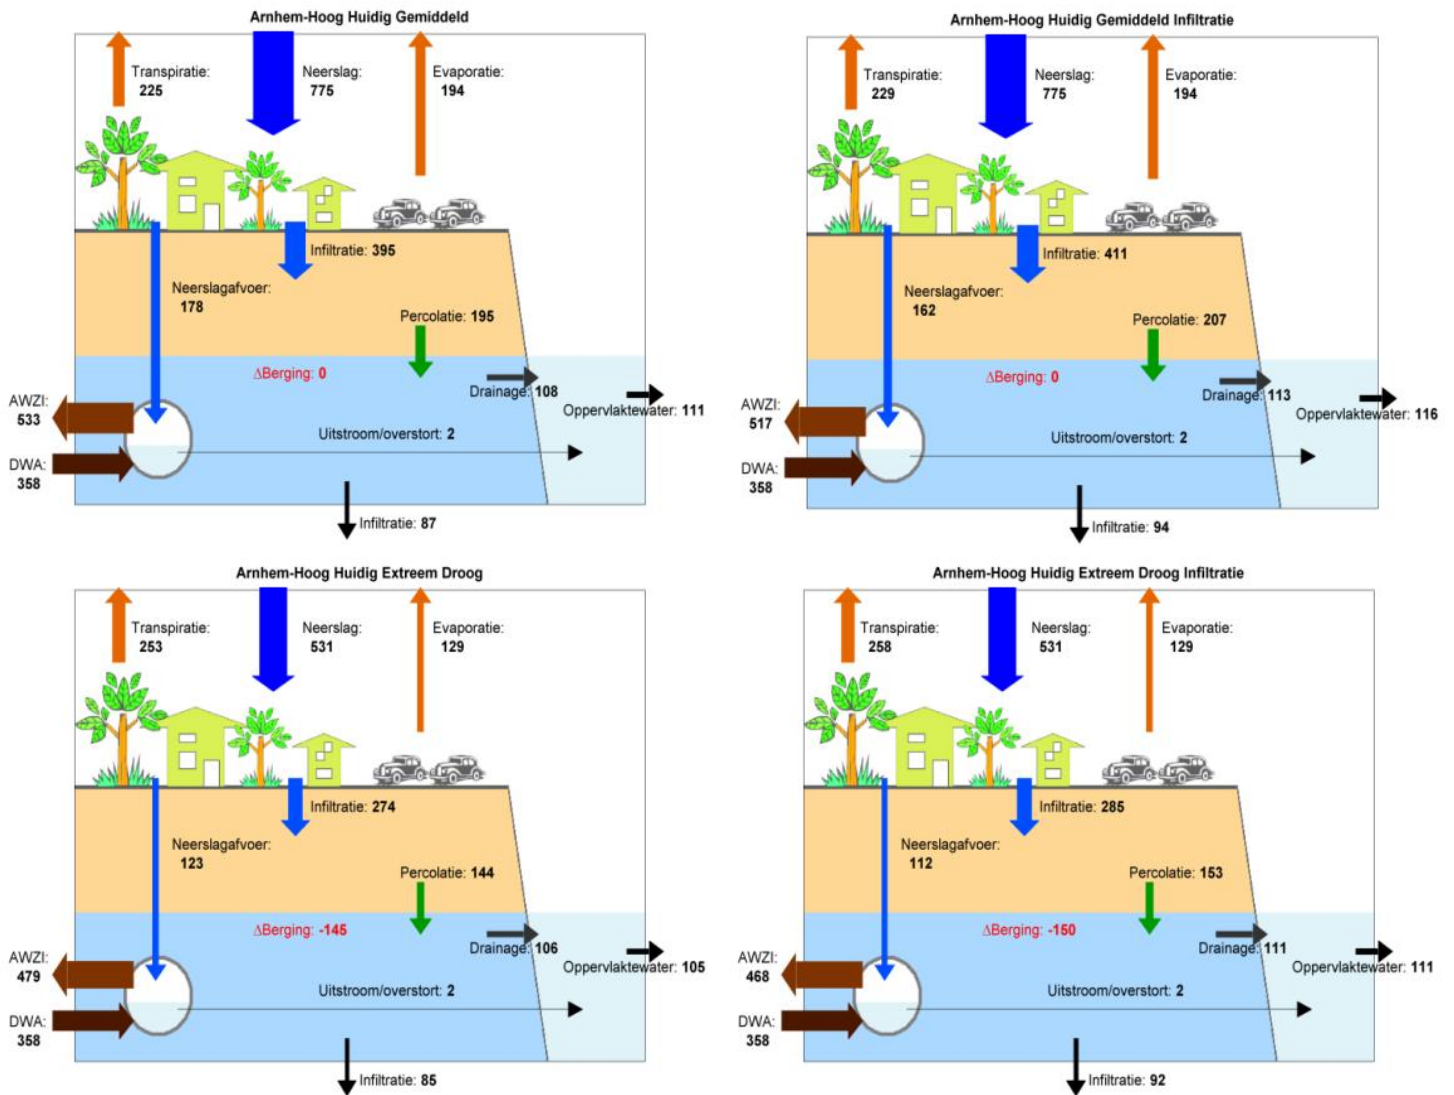 Arnhem-Hoog Huidig Gemiddeld
Transpiratie:
225
Neerslag:
775
Evaporatie:
194
Infiltratie: 395
Neerslagafvoer:
178
Percolatie: 195
ΔBerging: 0
Drainage: 108
Oppervlaktewater: 111
AWZI:
533
Uitstroom/overstort: 2
DWA:
358
Infiltratie: 87
Arnhem-Hoog Huidig Gemiddeld Infiltratie
Transpiratie:
229
Neerslag:
775
Evaporatie:
194
Infiltratie: 411
Neerslagafvoer:
162
Percolatie: 207
ΔBerging: 0
Drainage: 113
Oppervlaktewater: 116
AWZI:
517
Uitstroom/overstort: 2
DWA:
358
Infiltratie: 94
Arnhem-Hoog Huidig Extreem Droog
Transpiratie:
253
Neerslag:
531
Evaporatie:
129
Infiltratie: 274
Neerslagafvoer:
123
Percolatie: 144
ΔBerging: -145
Drainage: 106
Oppervlaktewater: 105
AWZI:
479
Uitstroom/overstort: 2
DWA:
358
Infiltratie: 85
Arnhem-Hoog Huidig Extreem Droog Infiltratie
Transpiratie:
258
Neerslag:
531
Evaporatie:
129
Infiltratie: 285
Neerslagafvoer:
112
Percolatie: 153
ΔBerging: -150
Drainage: 111
Oppervlaktewater: 111
AWZI:
468
Uitstroom/overstort: 2
DWA:
358
Infiltratie: 92